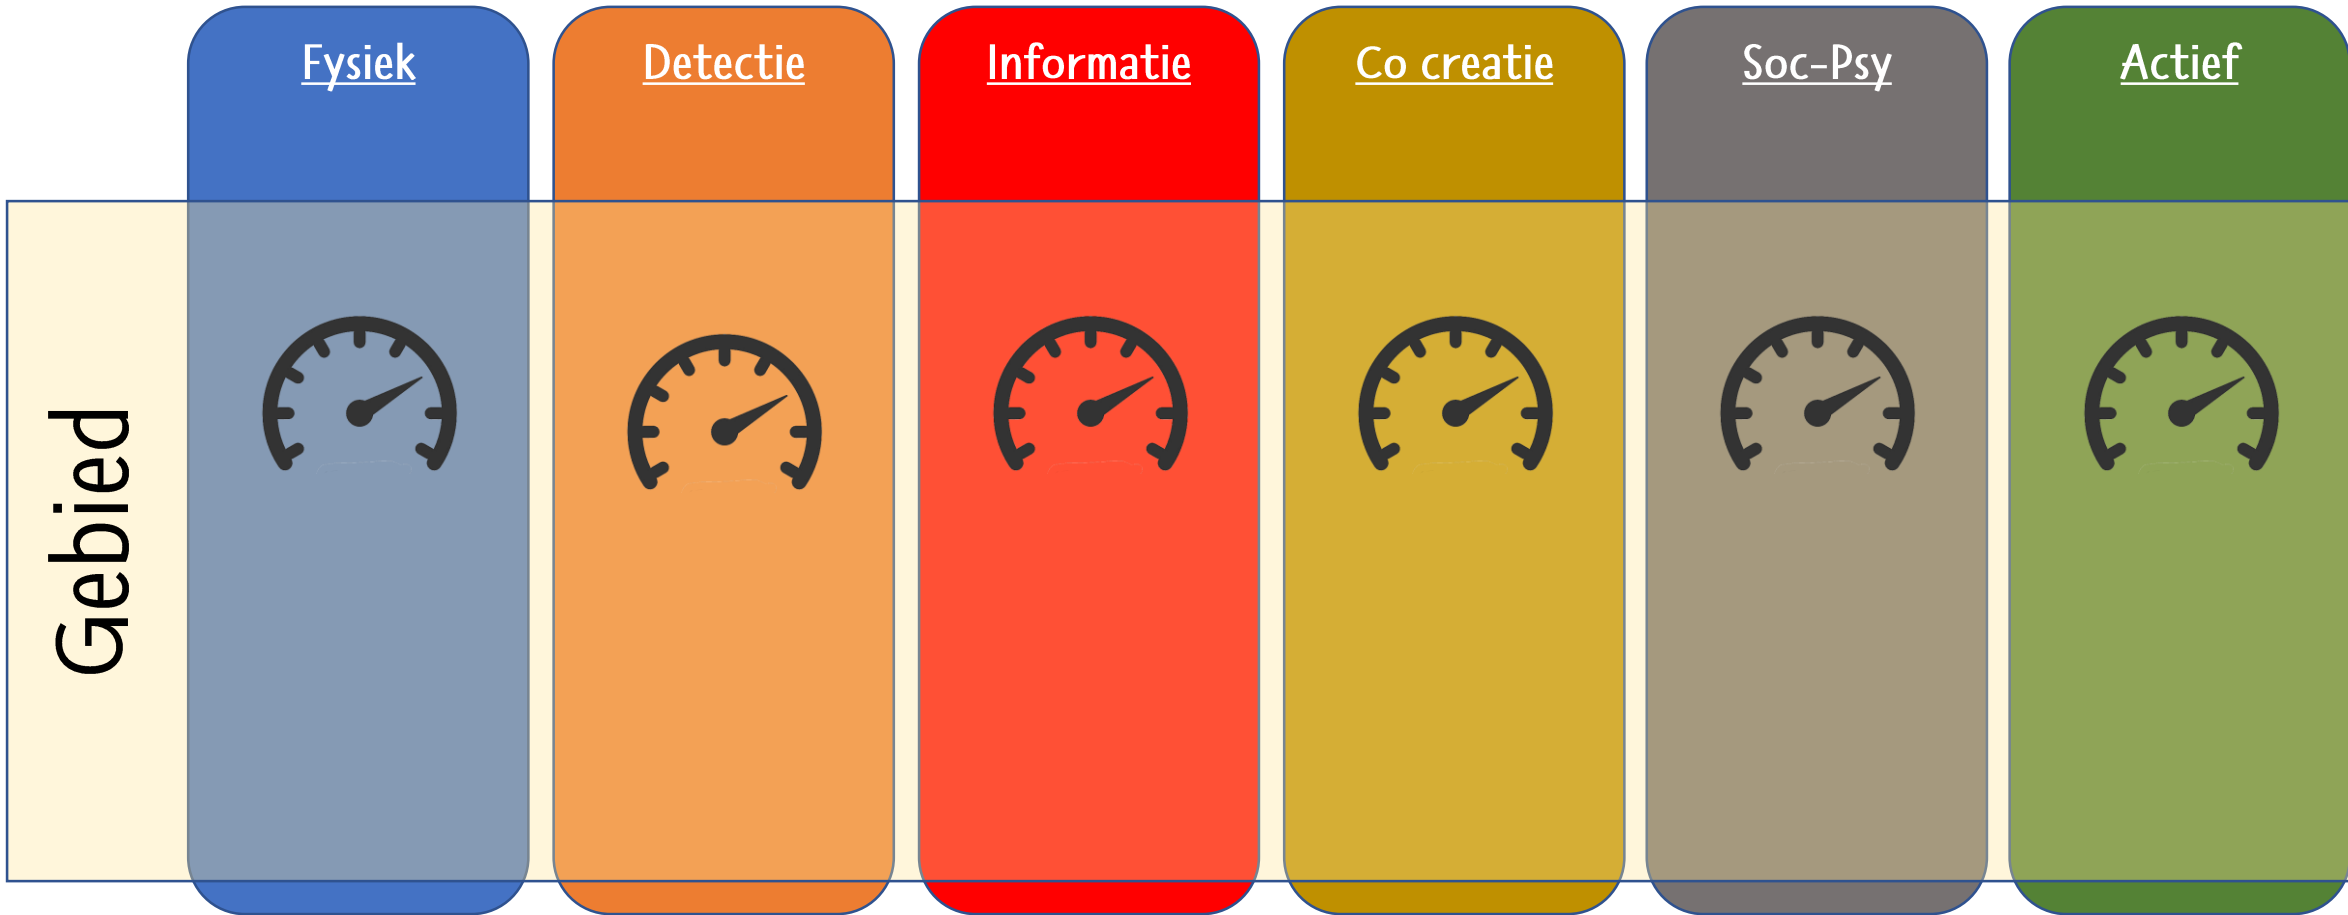 Fysiek
Detectie
Informatie
Co creatie
Soc-Psy
Actief
Gebied